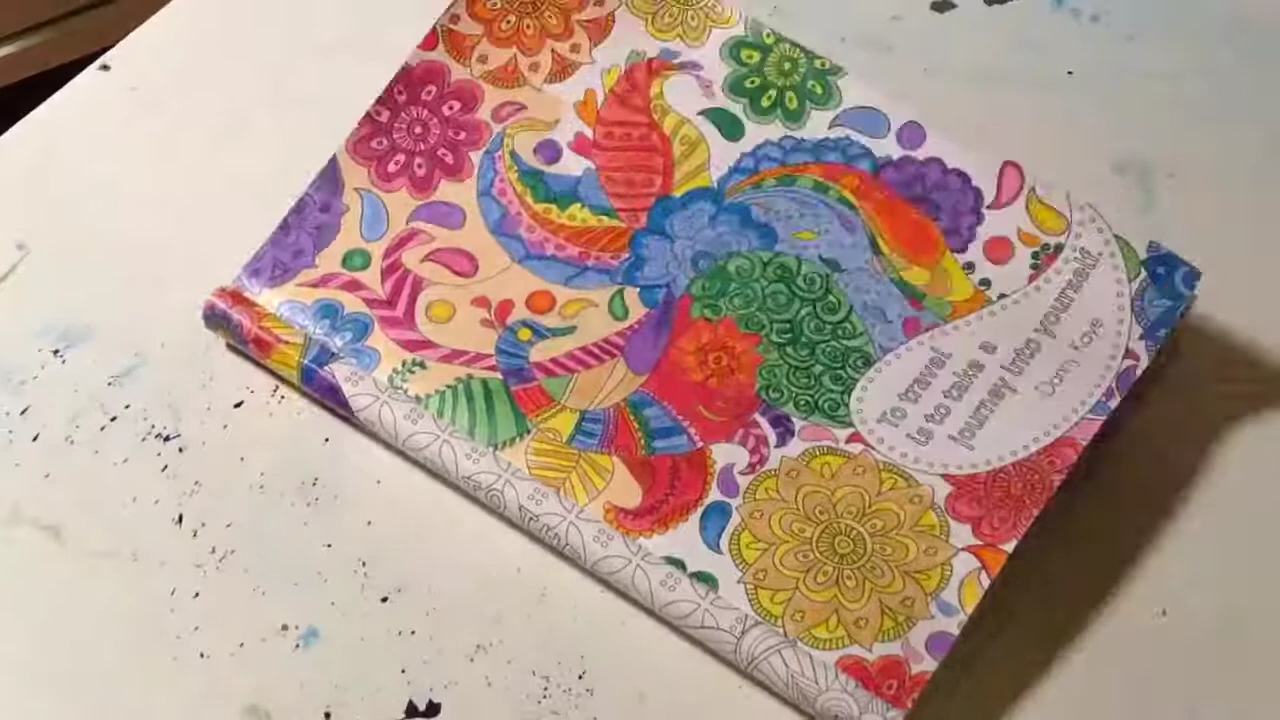 To travel
is to take a
journey into yourself.
Danny Kaye